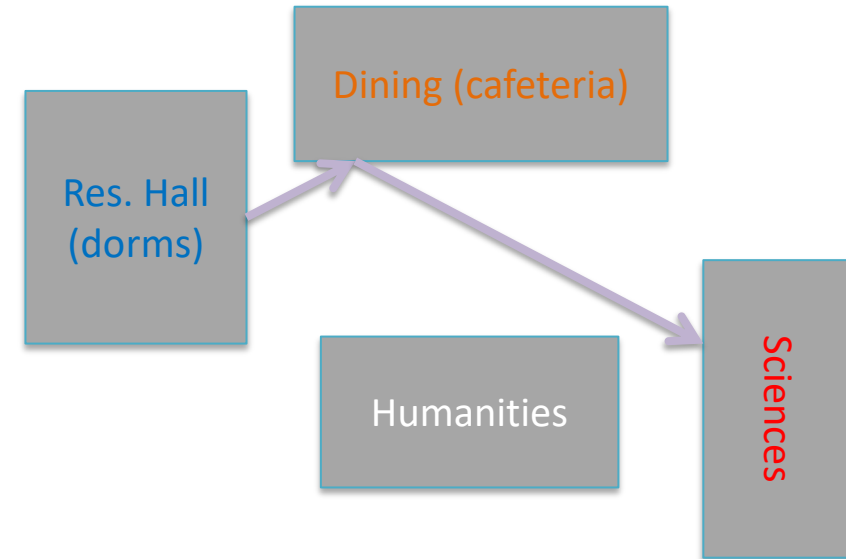 Dining (cafeteria)
Res. Hall
(dorms)
Humanities
Sciences